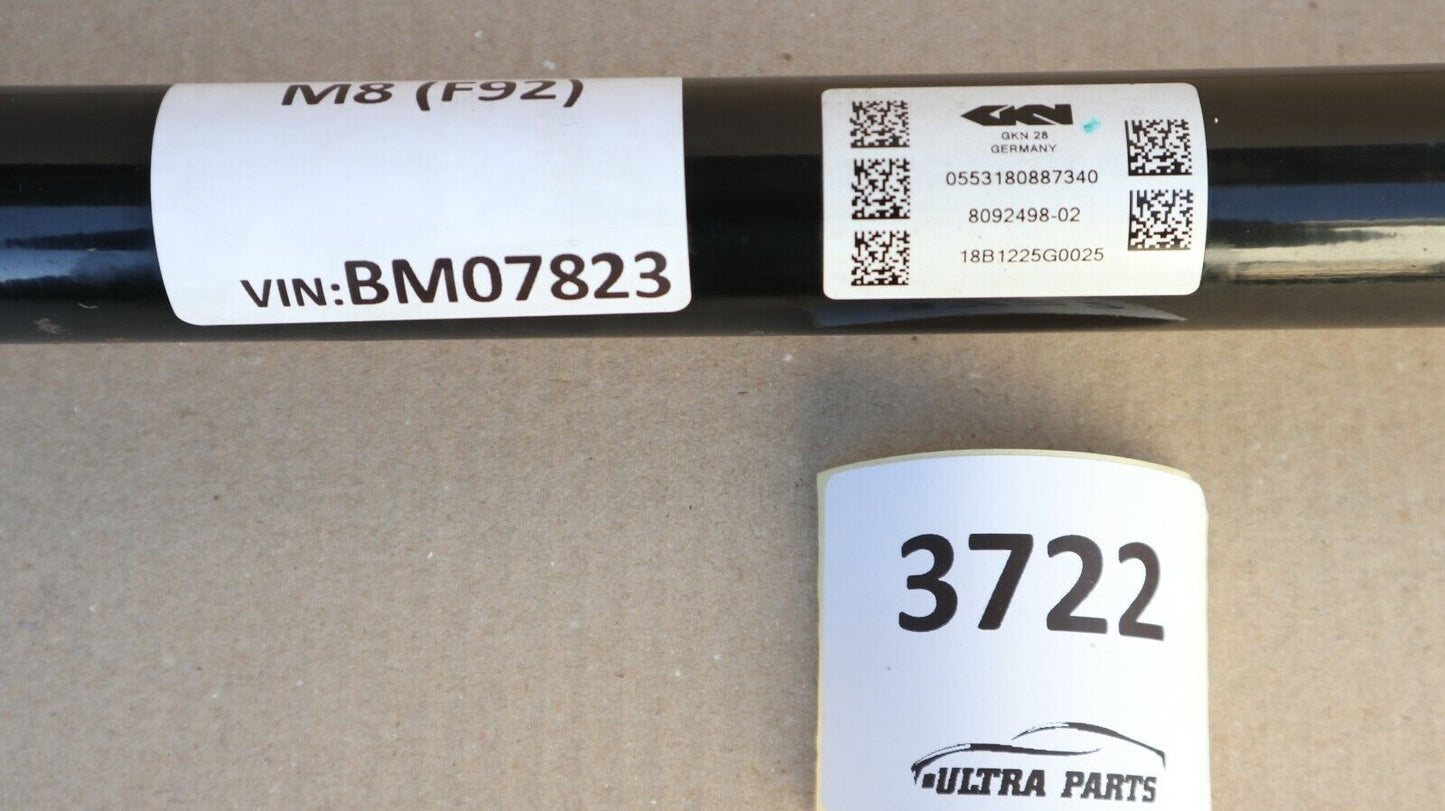 M8 (F92)
VIN:BM07823
GKN
GKN 28
GERMANY
0553180887340
8092498-02
18B1225G0025
3722
ULTRA PARTS